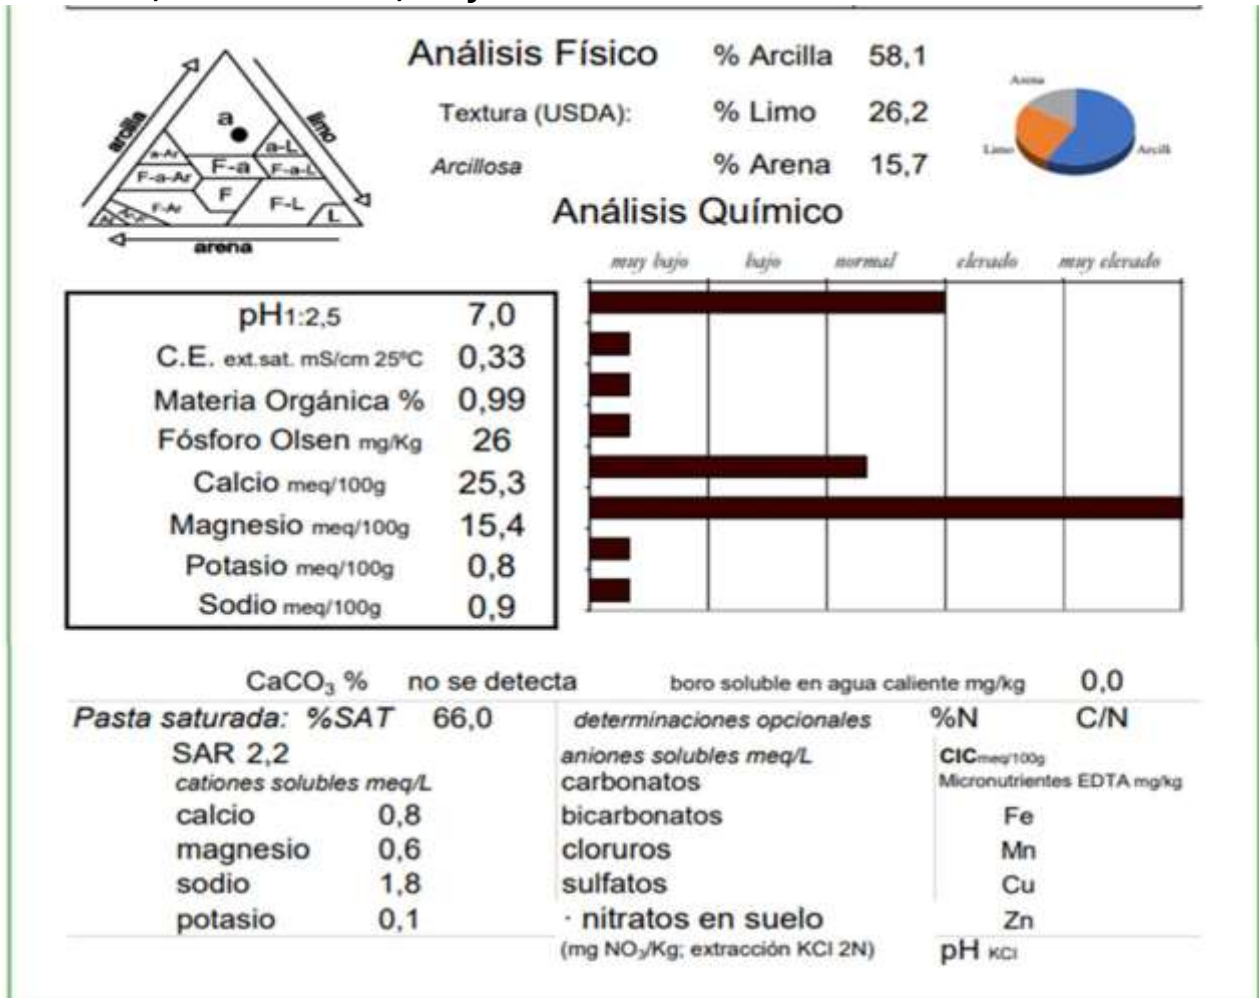 Análisis Físico % Arcilla 58,1
Textura (USDA): % Limo 26,2
Arcillosa % Arena 15,7
arcilla
limo
a
a-Ar
a-L
F-a
F-a-Ar
F-a-L
F
F-Ar
F-L
L
Ar
arena
Arena
Limo
Arcill
Análisis Químico
muy bajo bajo normal elevado muy elevado
pH1:2,5 7,0
C.E. ext.sat. mS/cm 25ºC 0,33
Materia Orgánica % 0,99
Fósforo Olsen mg/Kg 26
Calcio meq/100g 25,3
Magnesio meq/100g 15,4
Potasio meq/100g 0,8
Sodio meq/100g 0,9
CaCO₃ % no se detecta boro soluble en agua caliente mg/kg 0,0
Pasta saturada: %SAT 66,0 determinaciones opcionales %N C/N
SAR 2,2 aniones solubles meq/L CICmeq/100g
cationes solubles meq/L carbonatos Micronutrientes EDTA mg/kg
calcio 0,8 bicarbonatos Fe
magnesio 0,6 cloruros Mn
sodio 1,8 sulfatos Cu
potasio 0,1 · nitratos en suelo Zn
(mg NO₃/Kg; extracción KCl 2N) pH KCl